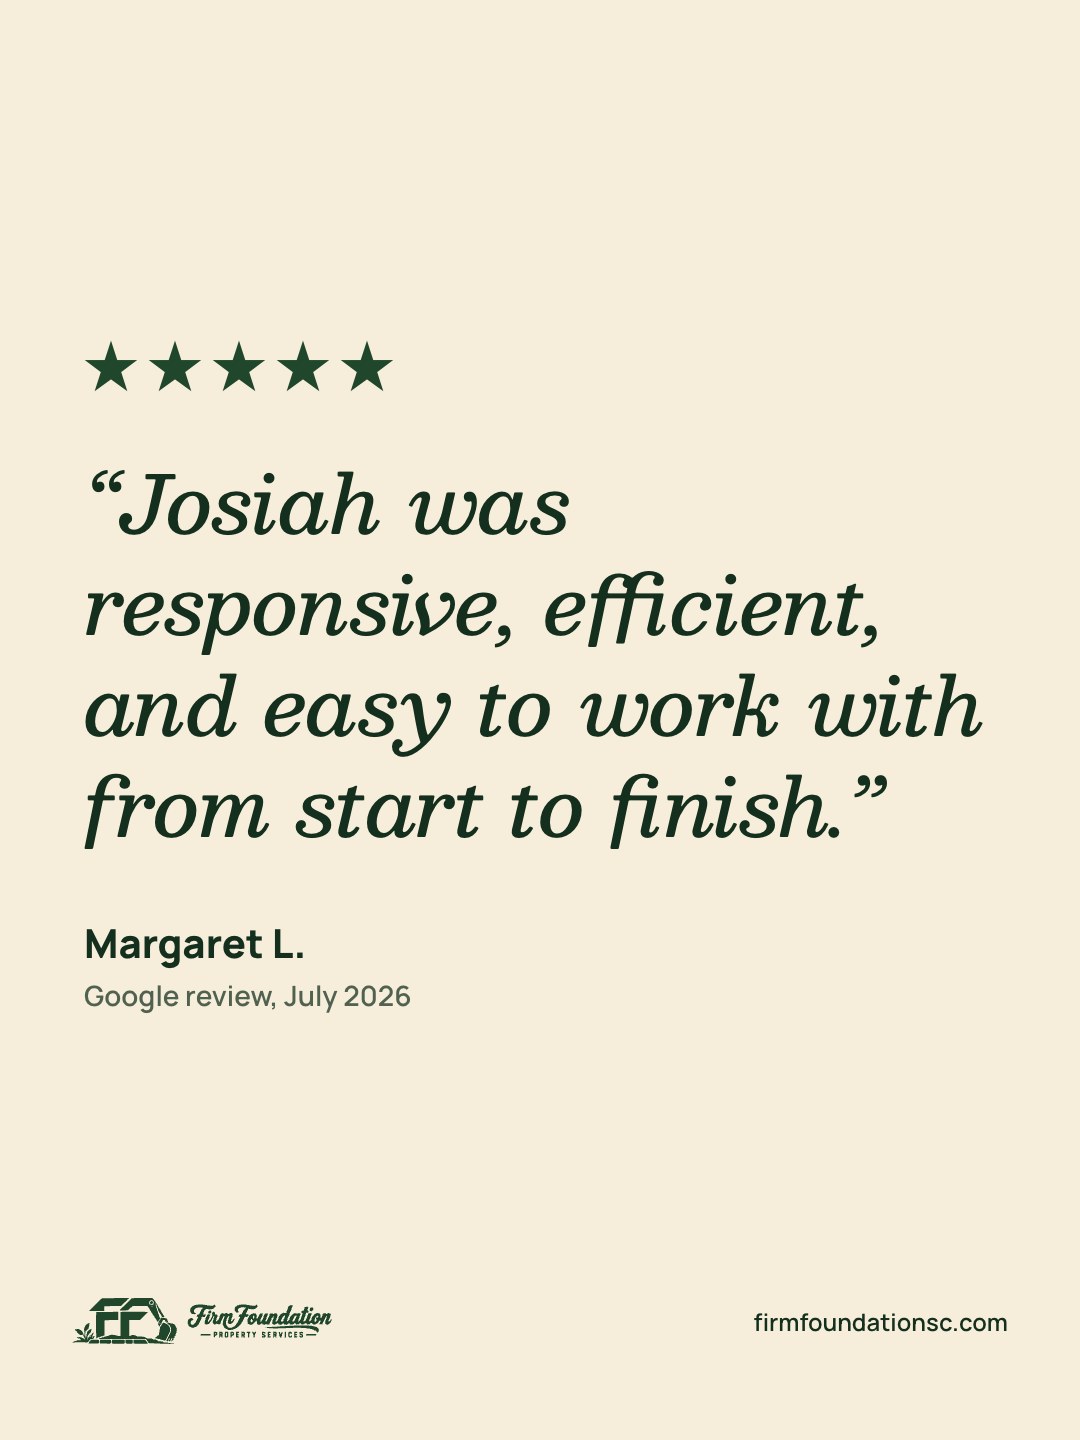 ★★★★★
“Josiah was
responsive, efficient,
and easy to work with
from start to finish.”
Margaret L.
Google review, July 2026
FF
Firm Foundation
PROPERTY SERVICES
firmfoundationsc.com